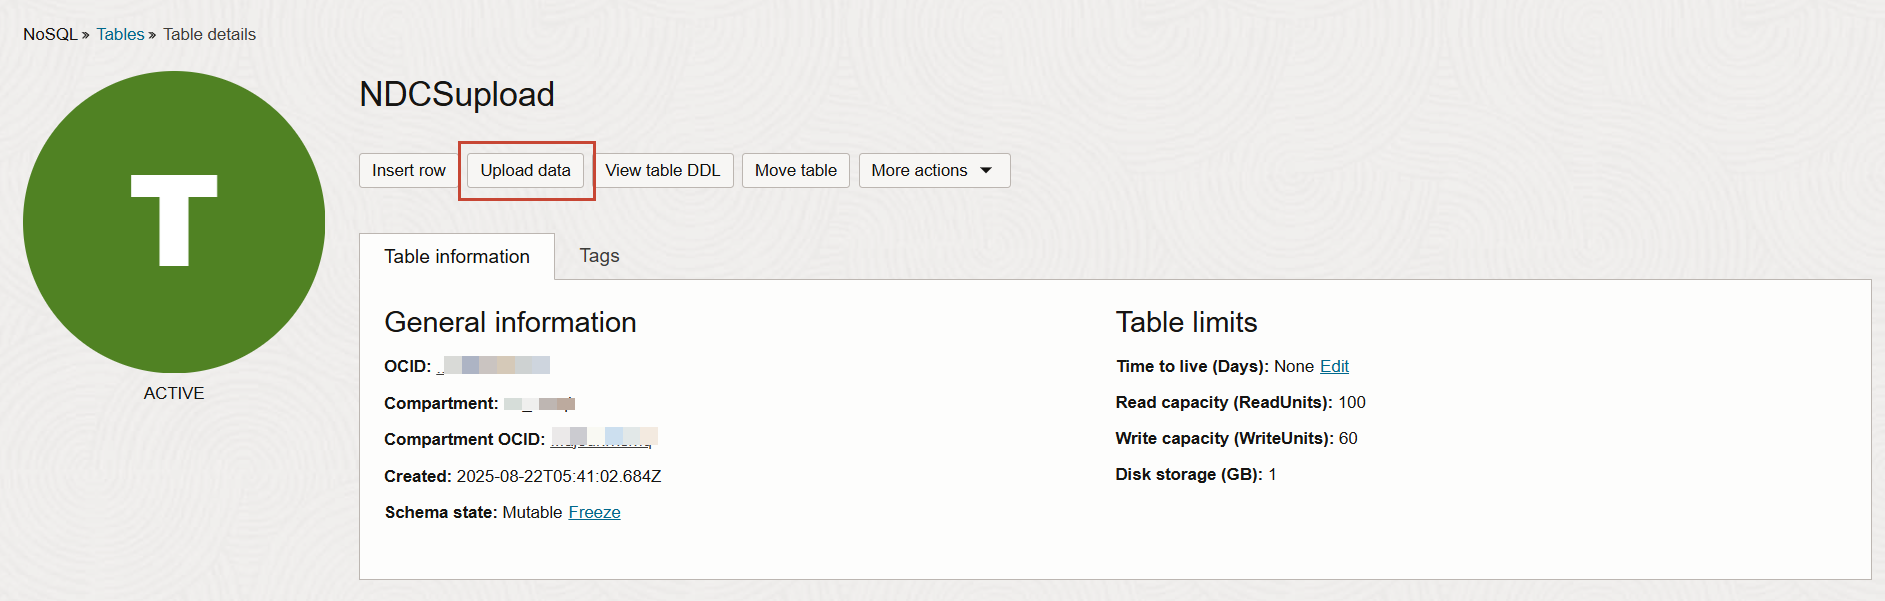 NoSQL » Tables » Table details
T
ACTIVE
NDCSupload
Insert row
Upload data
View table DDL
Move table
More actions
Table information
Tags
General information
OCID:
Compartment:
Compartment OCID:
Created: 2025-08-22T05:41:02.684Z
Schema state: Mutable Freeze
Table limits
Time to live (Days): None Edit
Read capacity (ReadUnits): 100
Write capacity (WriteUnits): 60
Disk storage (GB): 1